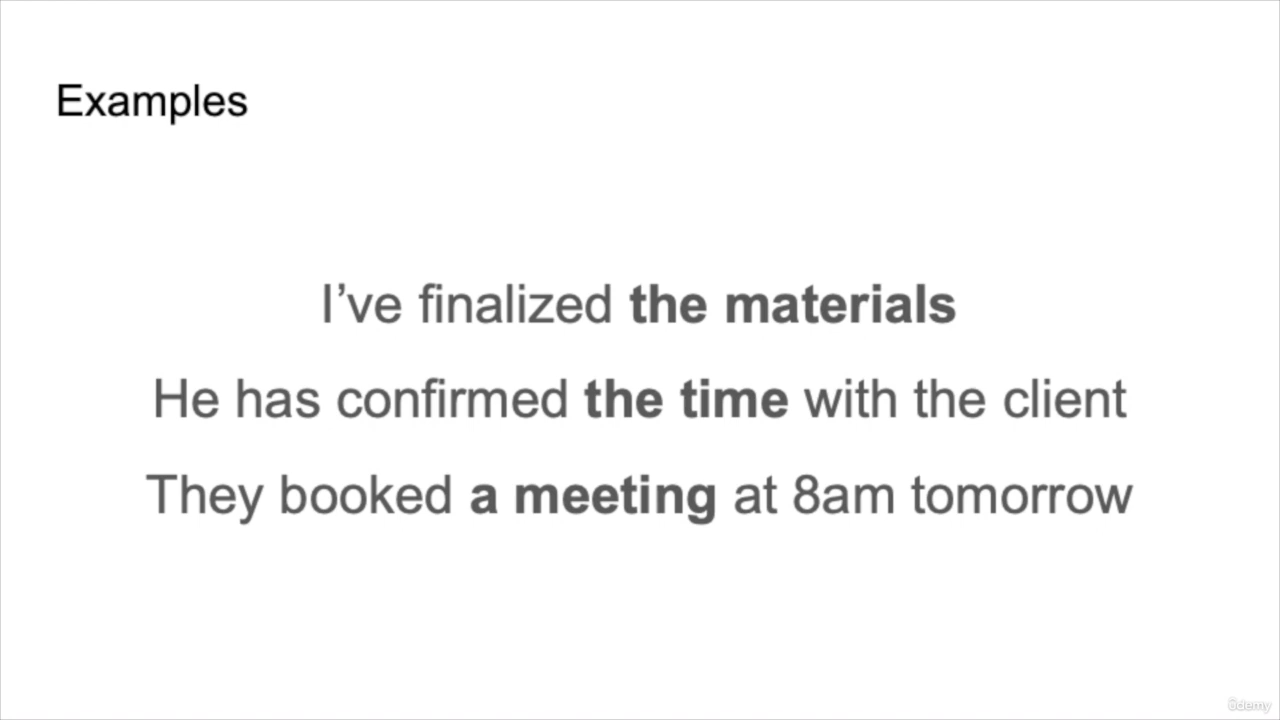 Examples
I’ve finalized the materials
He has confirmed the time with the client
They booked a meeting at 8am tomorrow
ûdemy